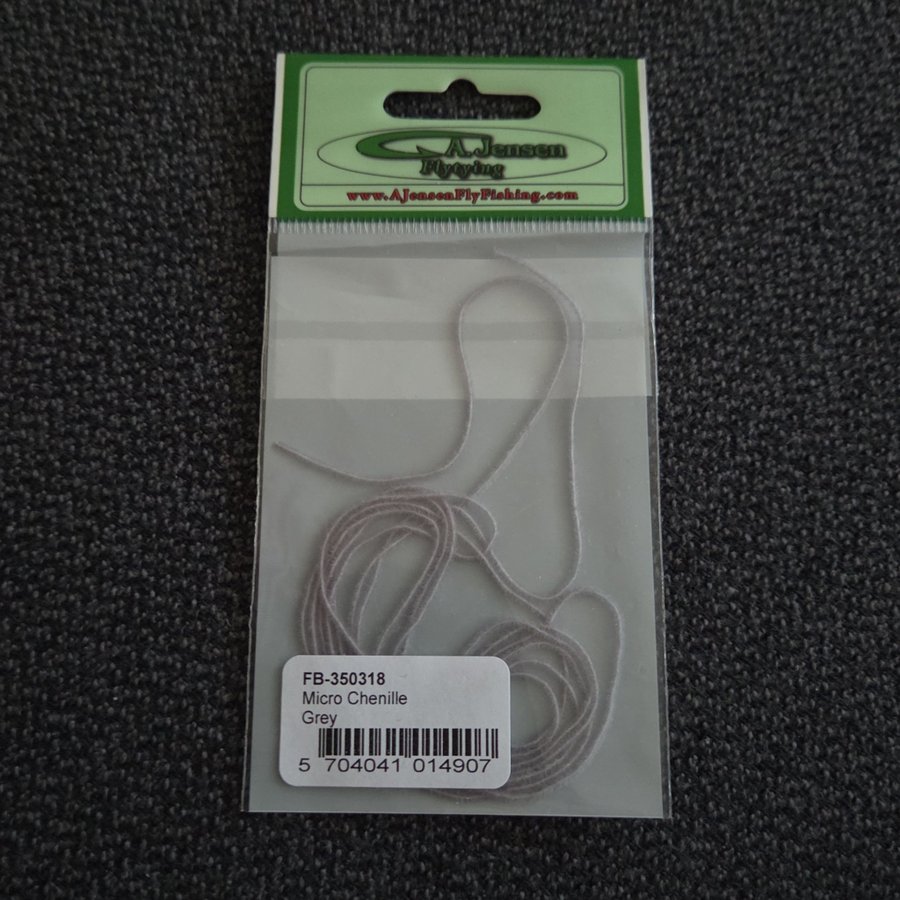 A. Jensen
Flytying
www.AJensenFlyFishing.com
FB-350318
Micro Chenille
Grey
5 704041 014907